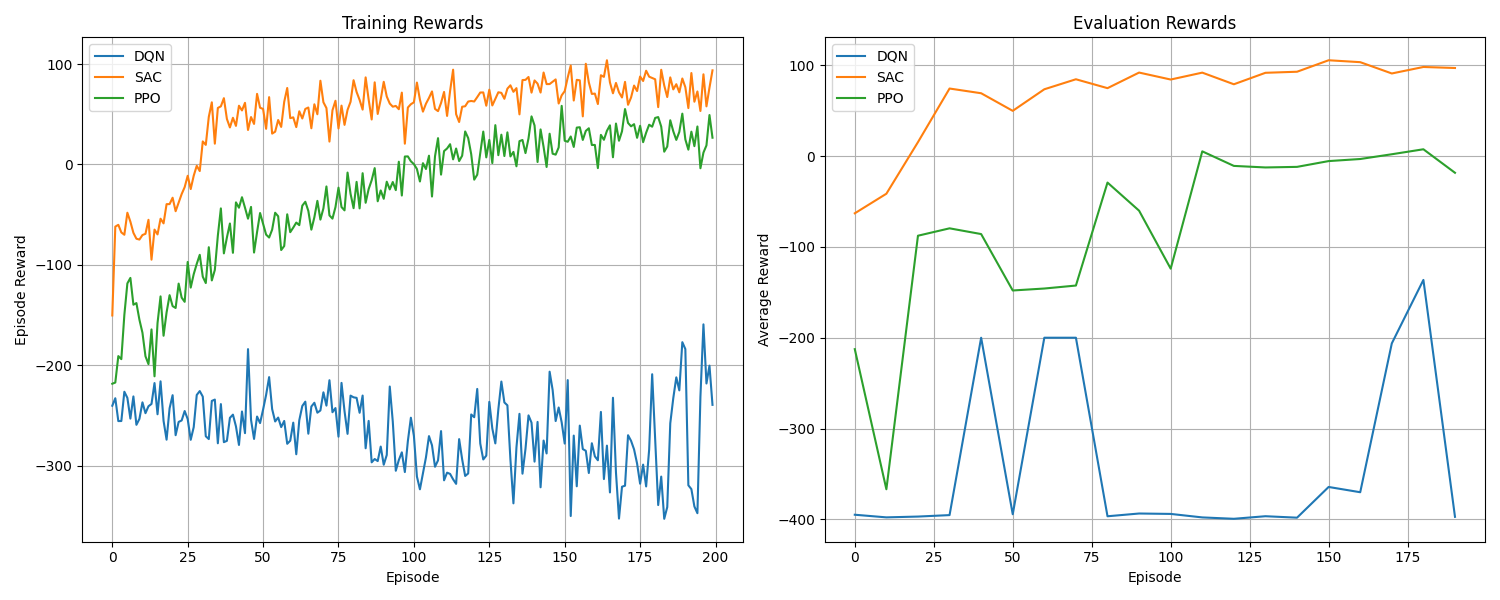 Training Rewards
DQN
SAC
PPO
100
0
−100
−200
−300
Episode Reward
0
25
50
75
100
125
150
175
200
Episode
Evaluation Rewards
DQN
SAC
PPO
100
0
−100
−200
−300
−400
Average Reward
0
25
50
75
100
125
150
175
Episode